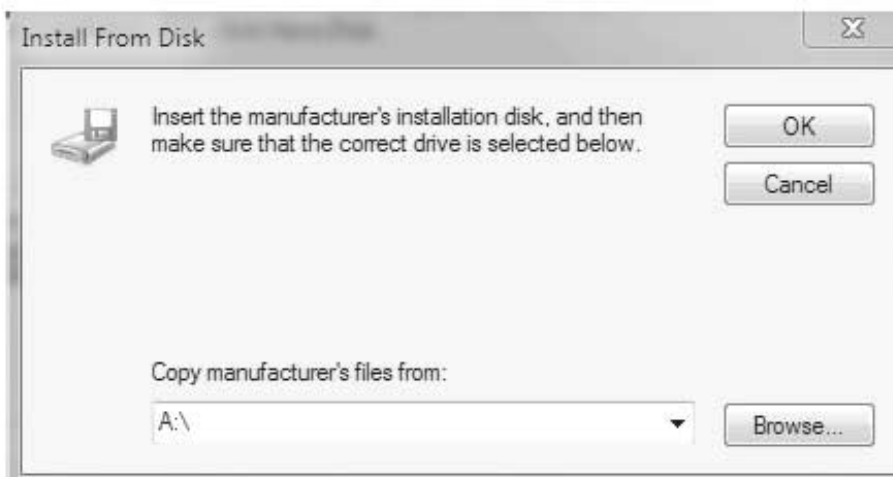 Install From Disk
Insert the manufacturer's installation disk, and then
make sure that the correct drive is selected below.
OK
Cancel
Copy manufacturer's files from:
A:\
Browse...